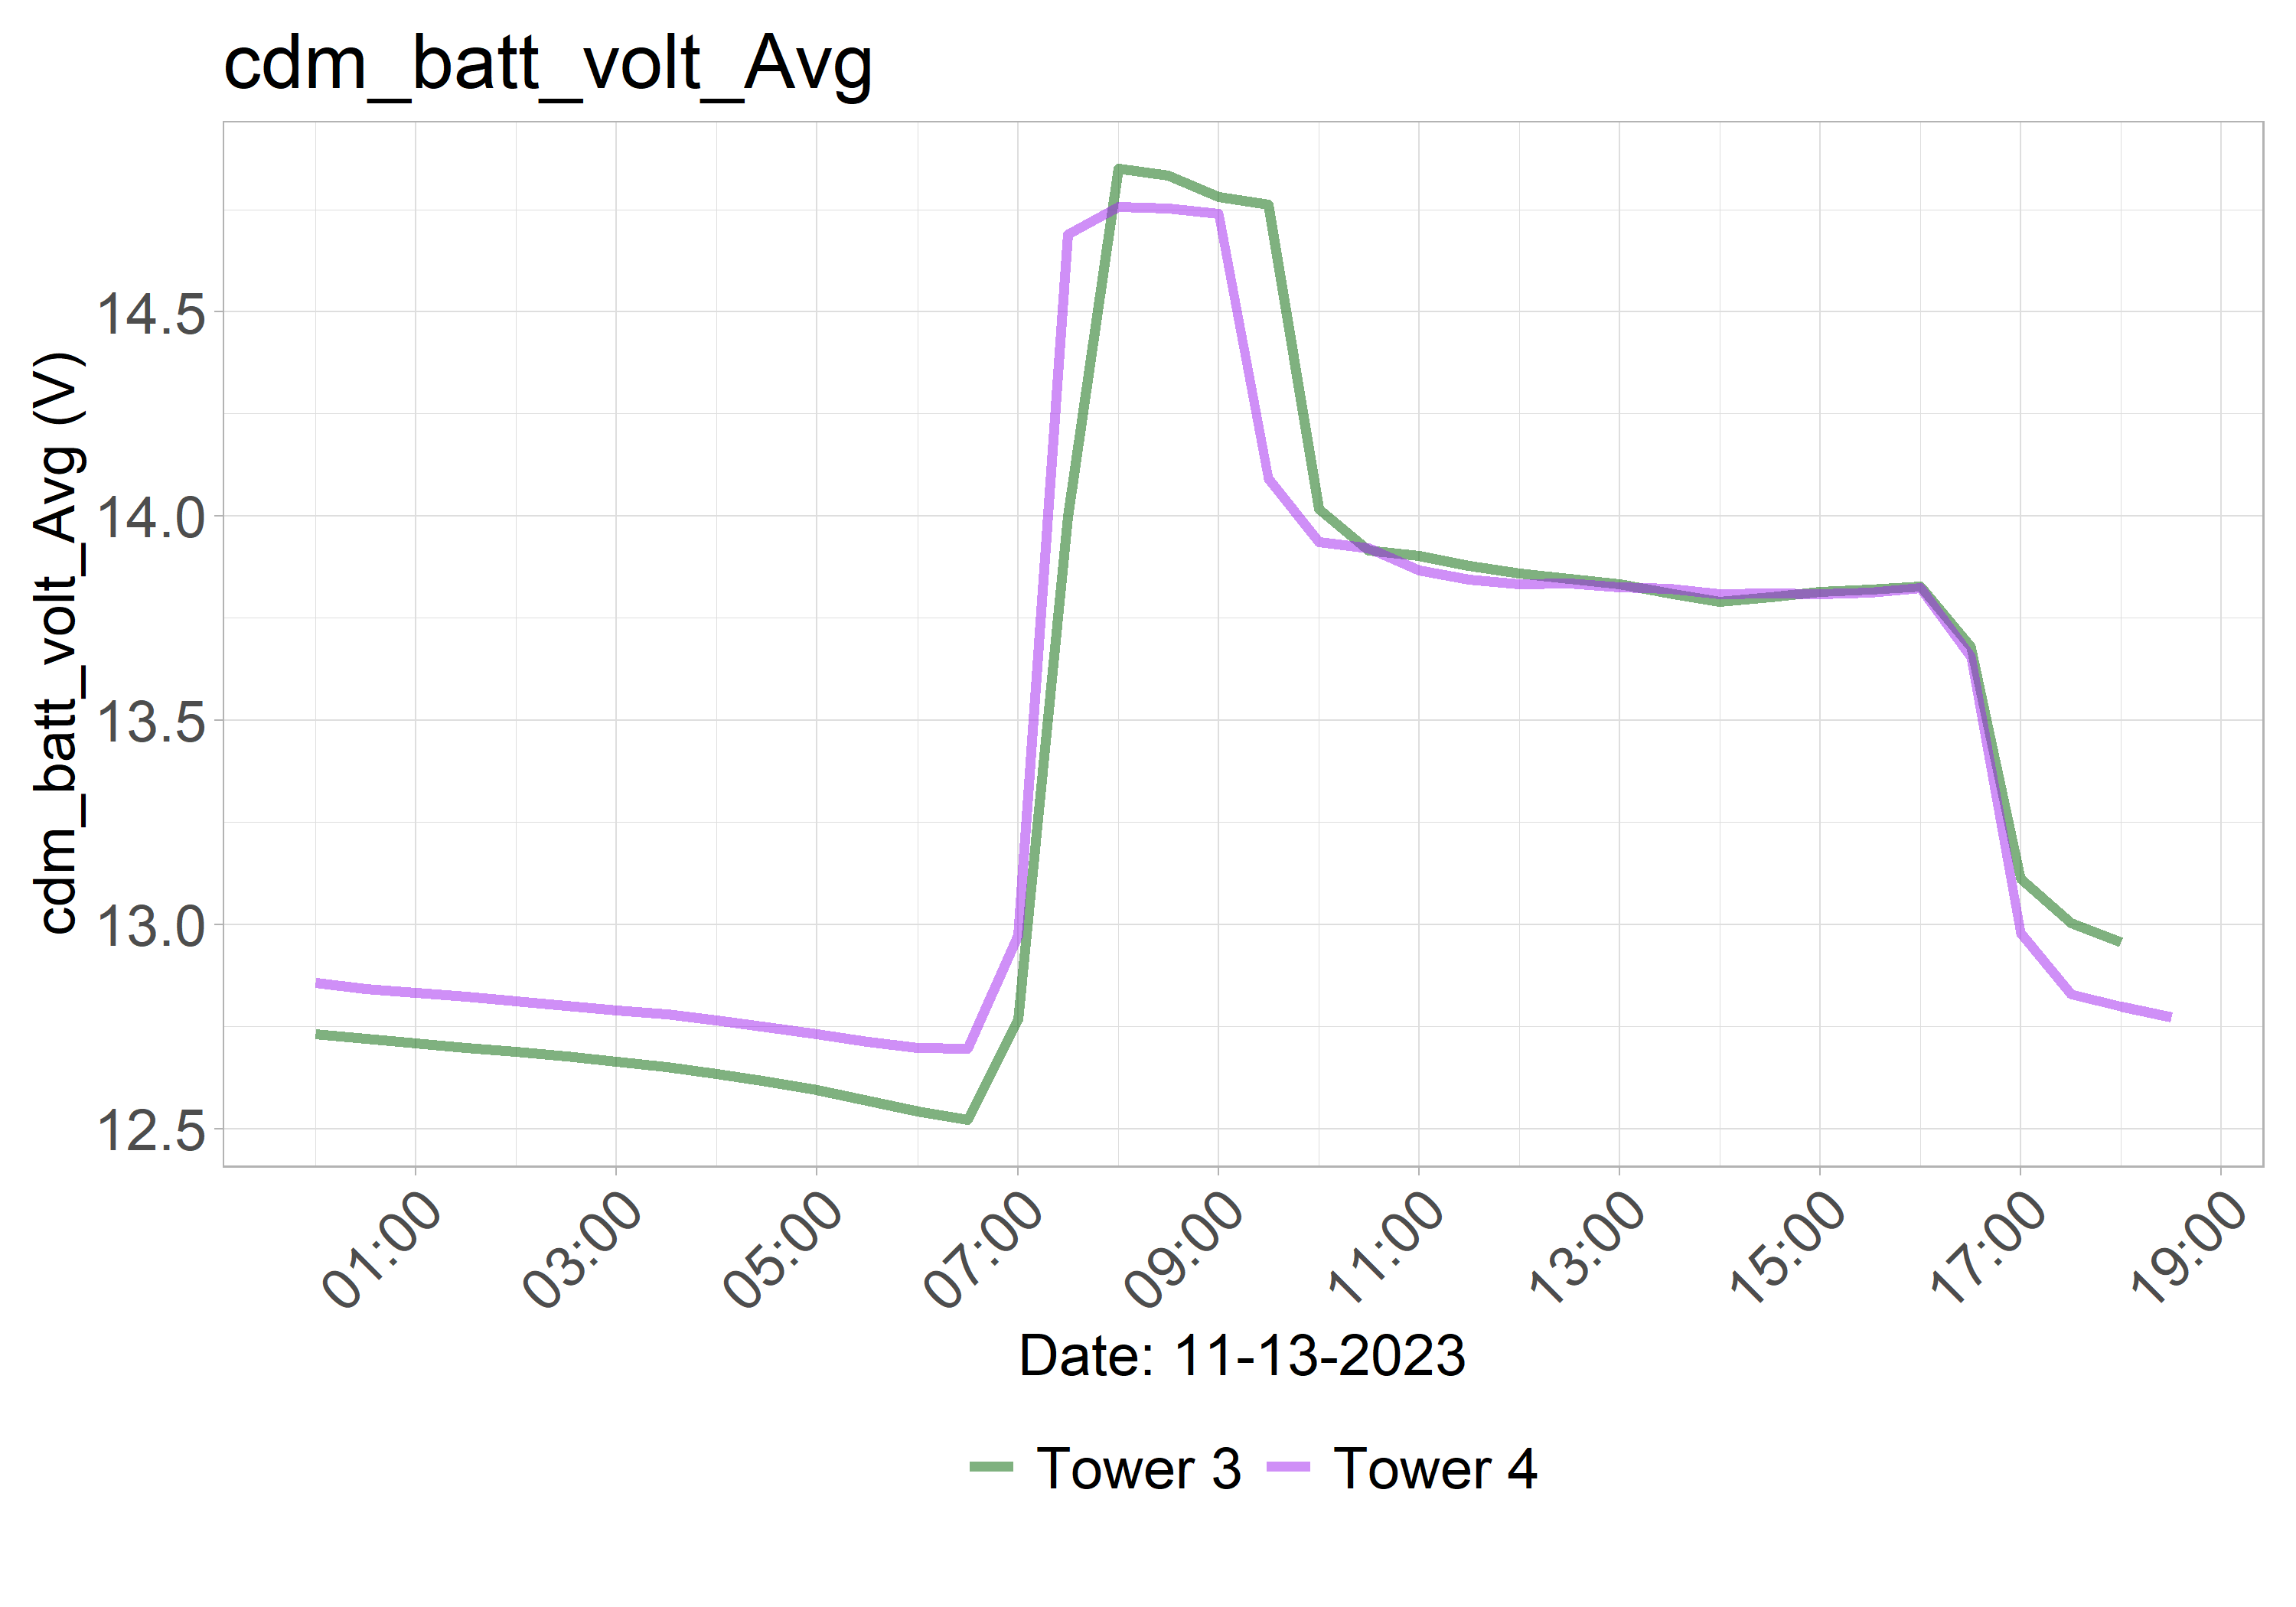 cdm_batt_volt_Avg
cdm_batt_volt_Avg (V)
14.5
14.0
13.5
13.0
12.5
01:00 03:00 05:00 07:00 09:00 11:00 13:00 15:00 17:00 19:00
Date: 11-13-2023
Tower 3 Tower 4